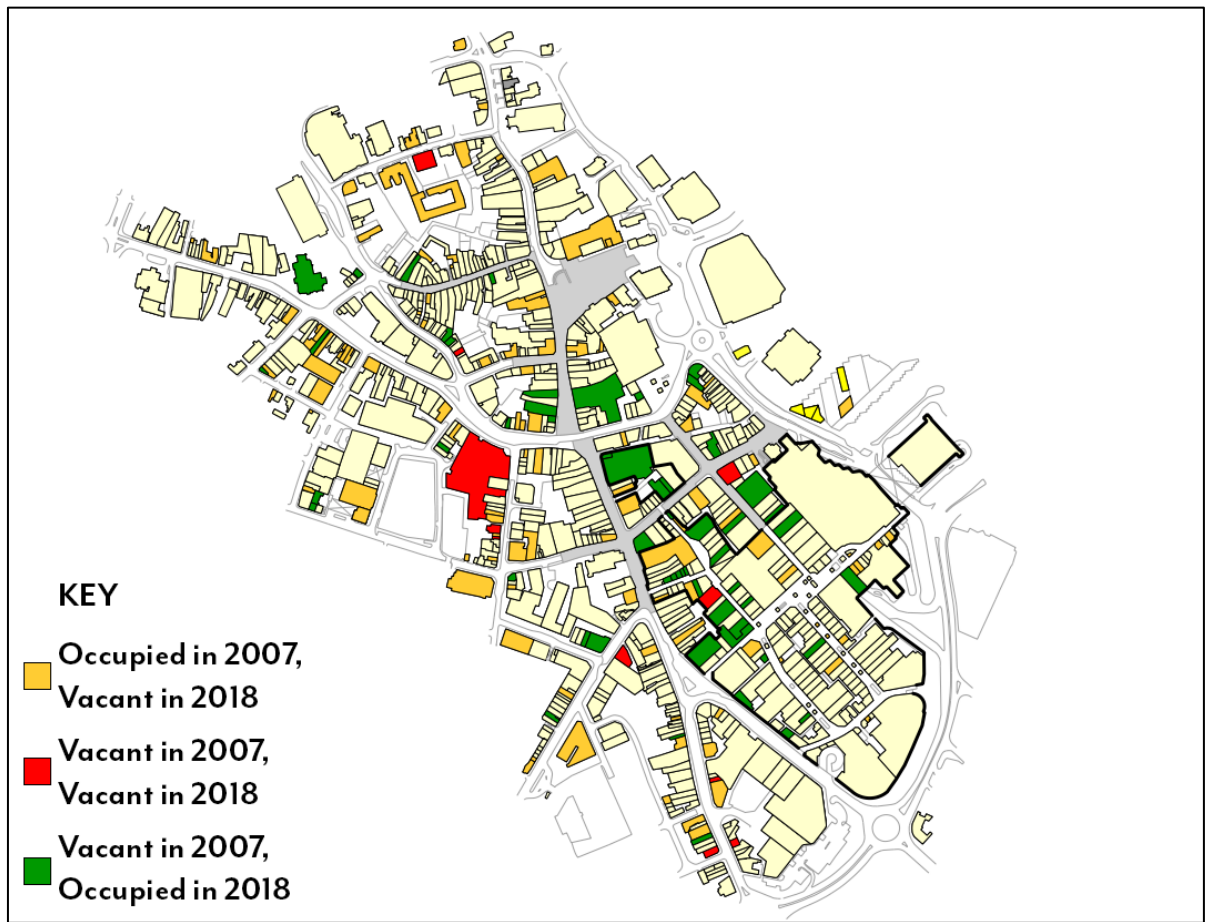 KEY
Occupied in 2007,
Vacant in 2018
Vacant in 2007,
Vacant in 2018
Vacant in 2007,
Occupied in 2018